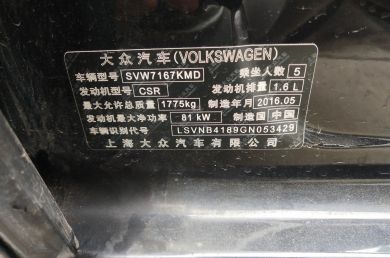 大众汽车(VOLKSWAGEN)
车辆型号 SVW7167KMD 乘坐人数 5
发动机型号 CSR 发动机排量 1.6 L
最大允许总质量 1775kg 制造年月 2016.05
发动机最大净功率 81 kW 制造国 中国
车辆识别代号 LSVNB4189GN053429
上海大众汽车有限公司